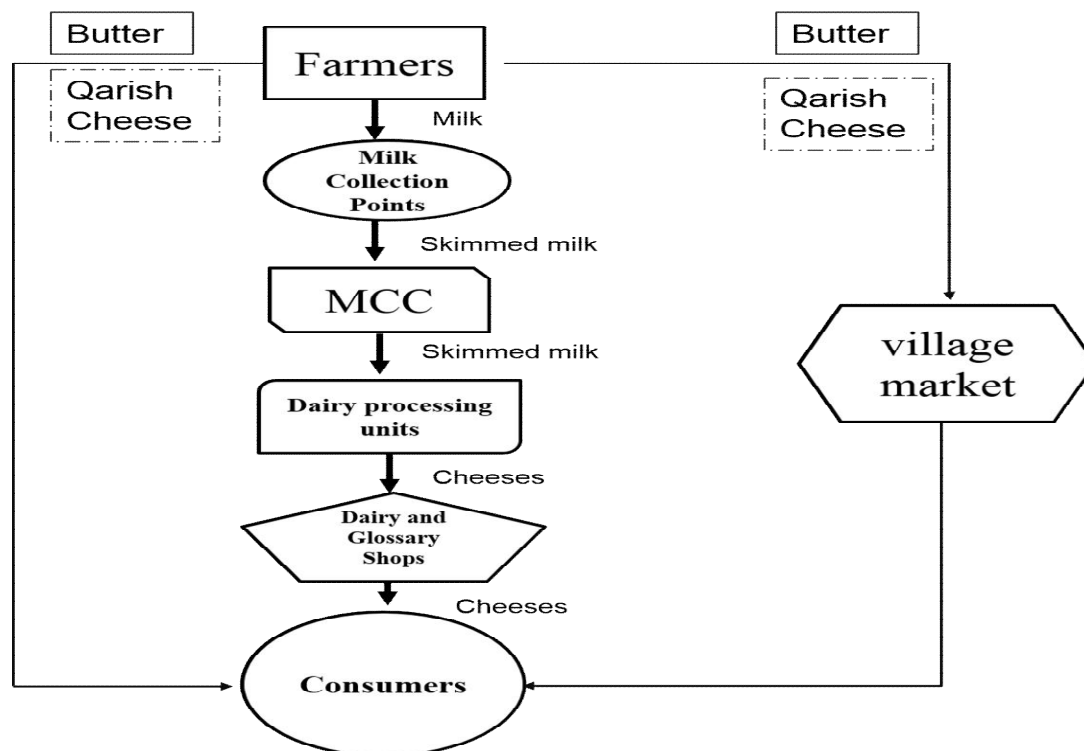 Butter
Farmers
Butter
Qarish
Cheese
Qarish
Cheese
Milk
Milk
Collection
Points
Skimmed milk
MCC
Skimmed milk
village
market
Dairy processing
units
Cheeses
Dairy and
Glossary
Shops
Cheeses
Consumers